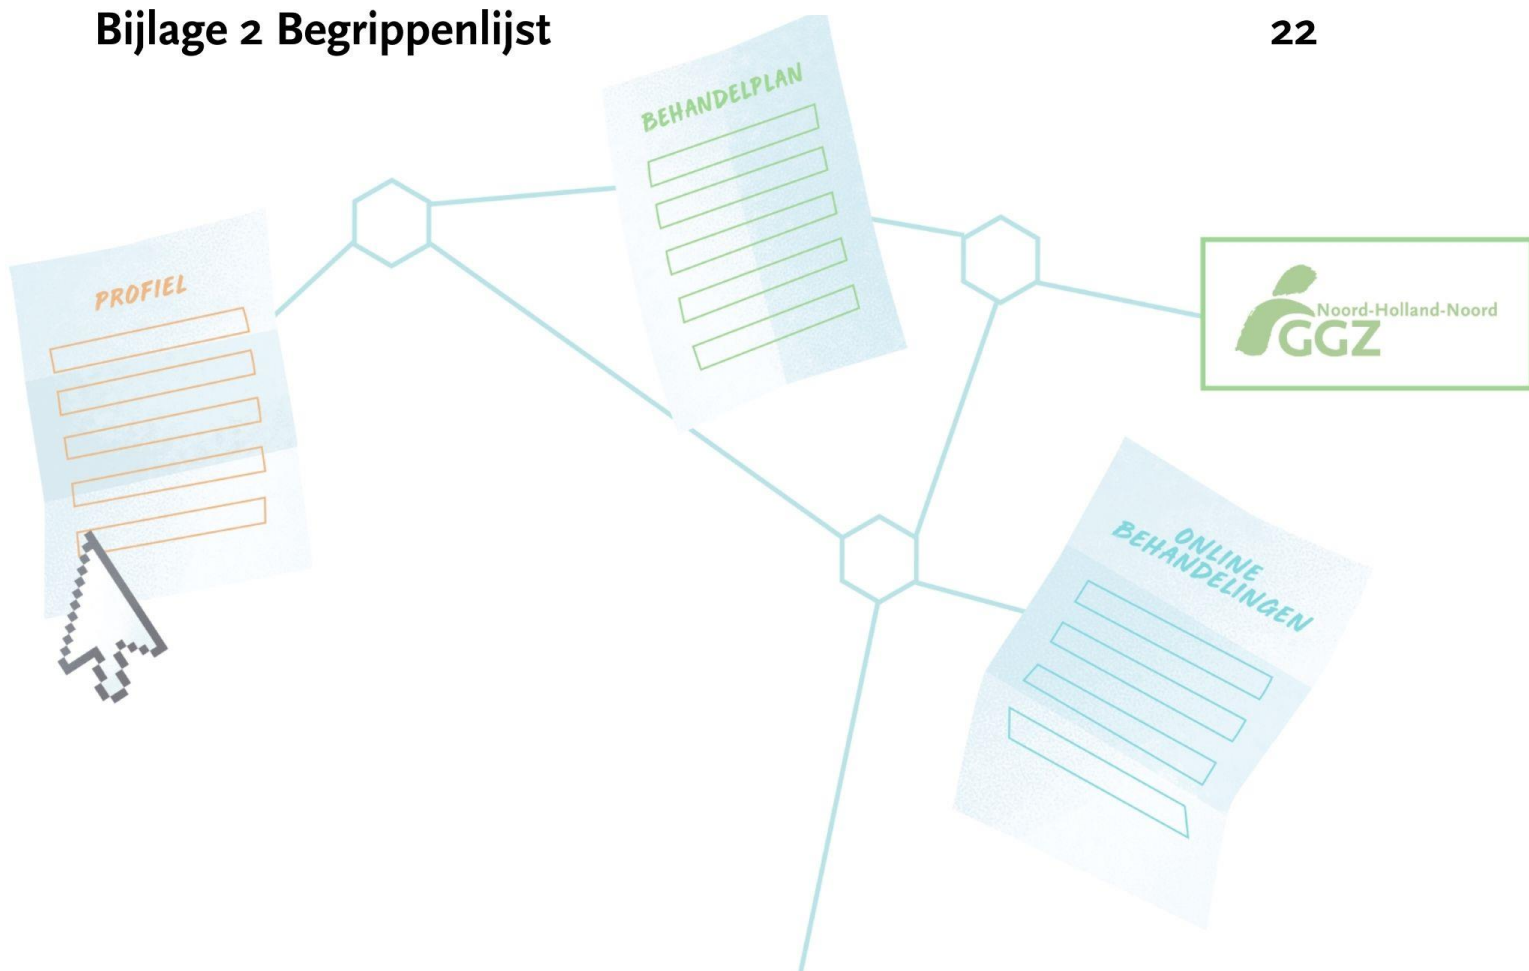 Bijlage 2 Begrippenlijst 22
BEHANDELPLAN
PROFIEL
Noord-Holland-Noord
GGZ
ONLINE
BEHANDELINGEN